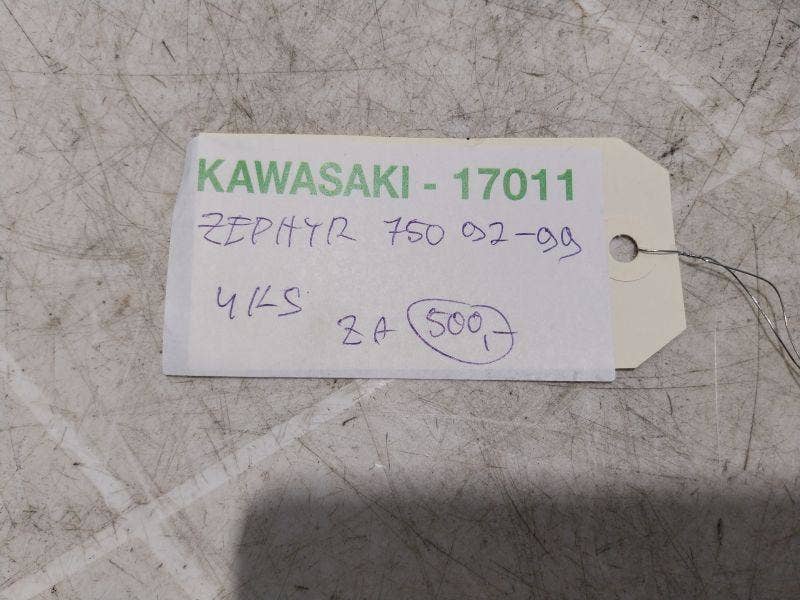 KAWASAKI - 17011
ZEPHYR 750 92-99
4KS
ZA 500,-